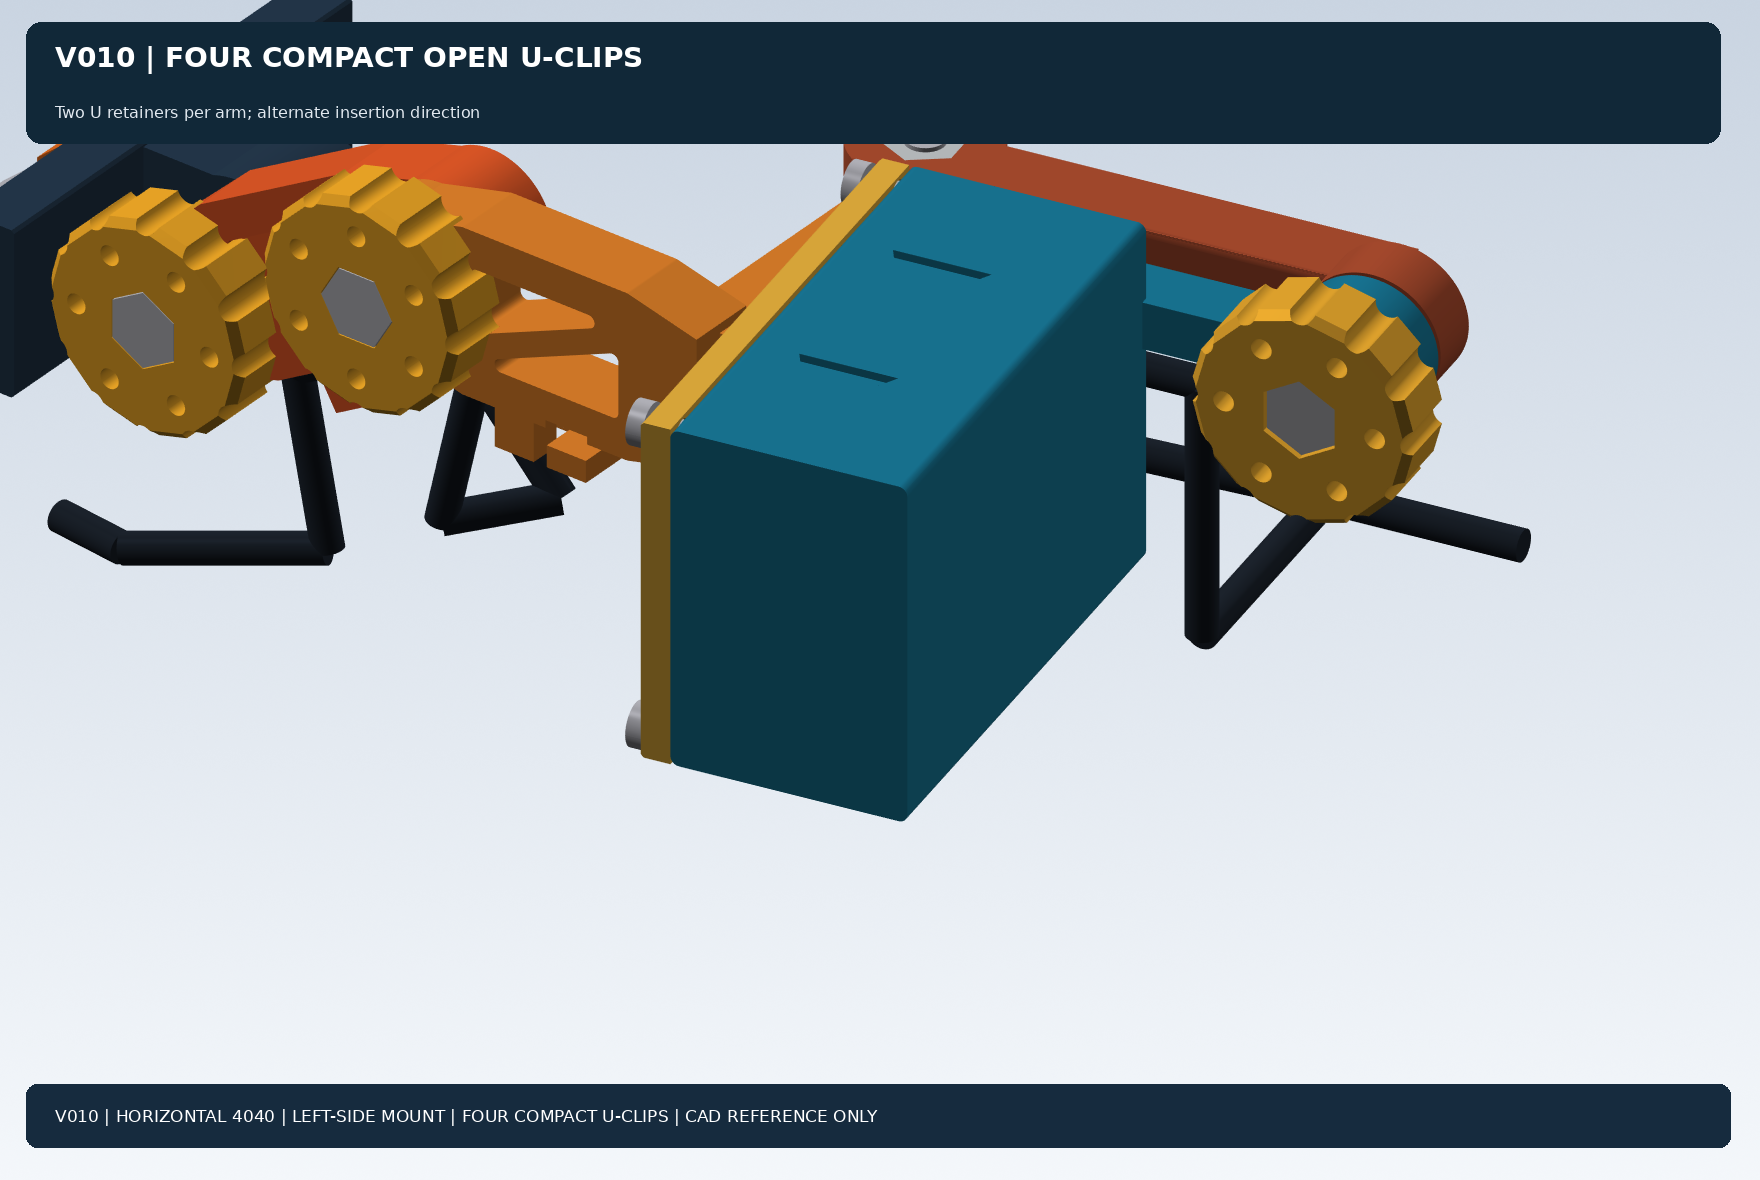 V010 | FOUR COMPACT OPEN U-CLIPS
Two U retainers per arm; alternate insertion direction
V010 | HORIZONTAL 4040 | LEFT-SIDE MOUNT | FOUR COMPACT U-CLIPS | CAD REFERENCE ONLY